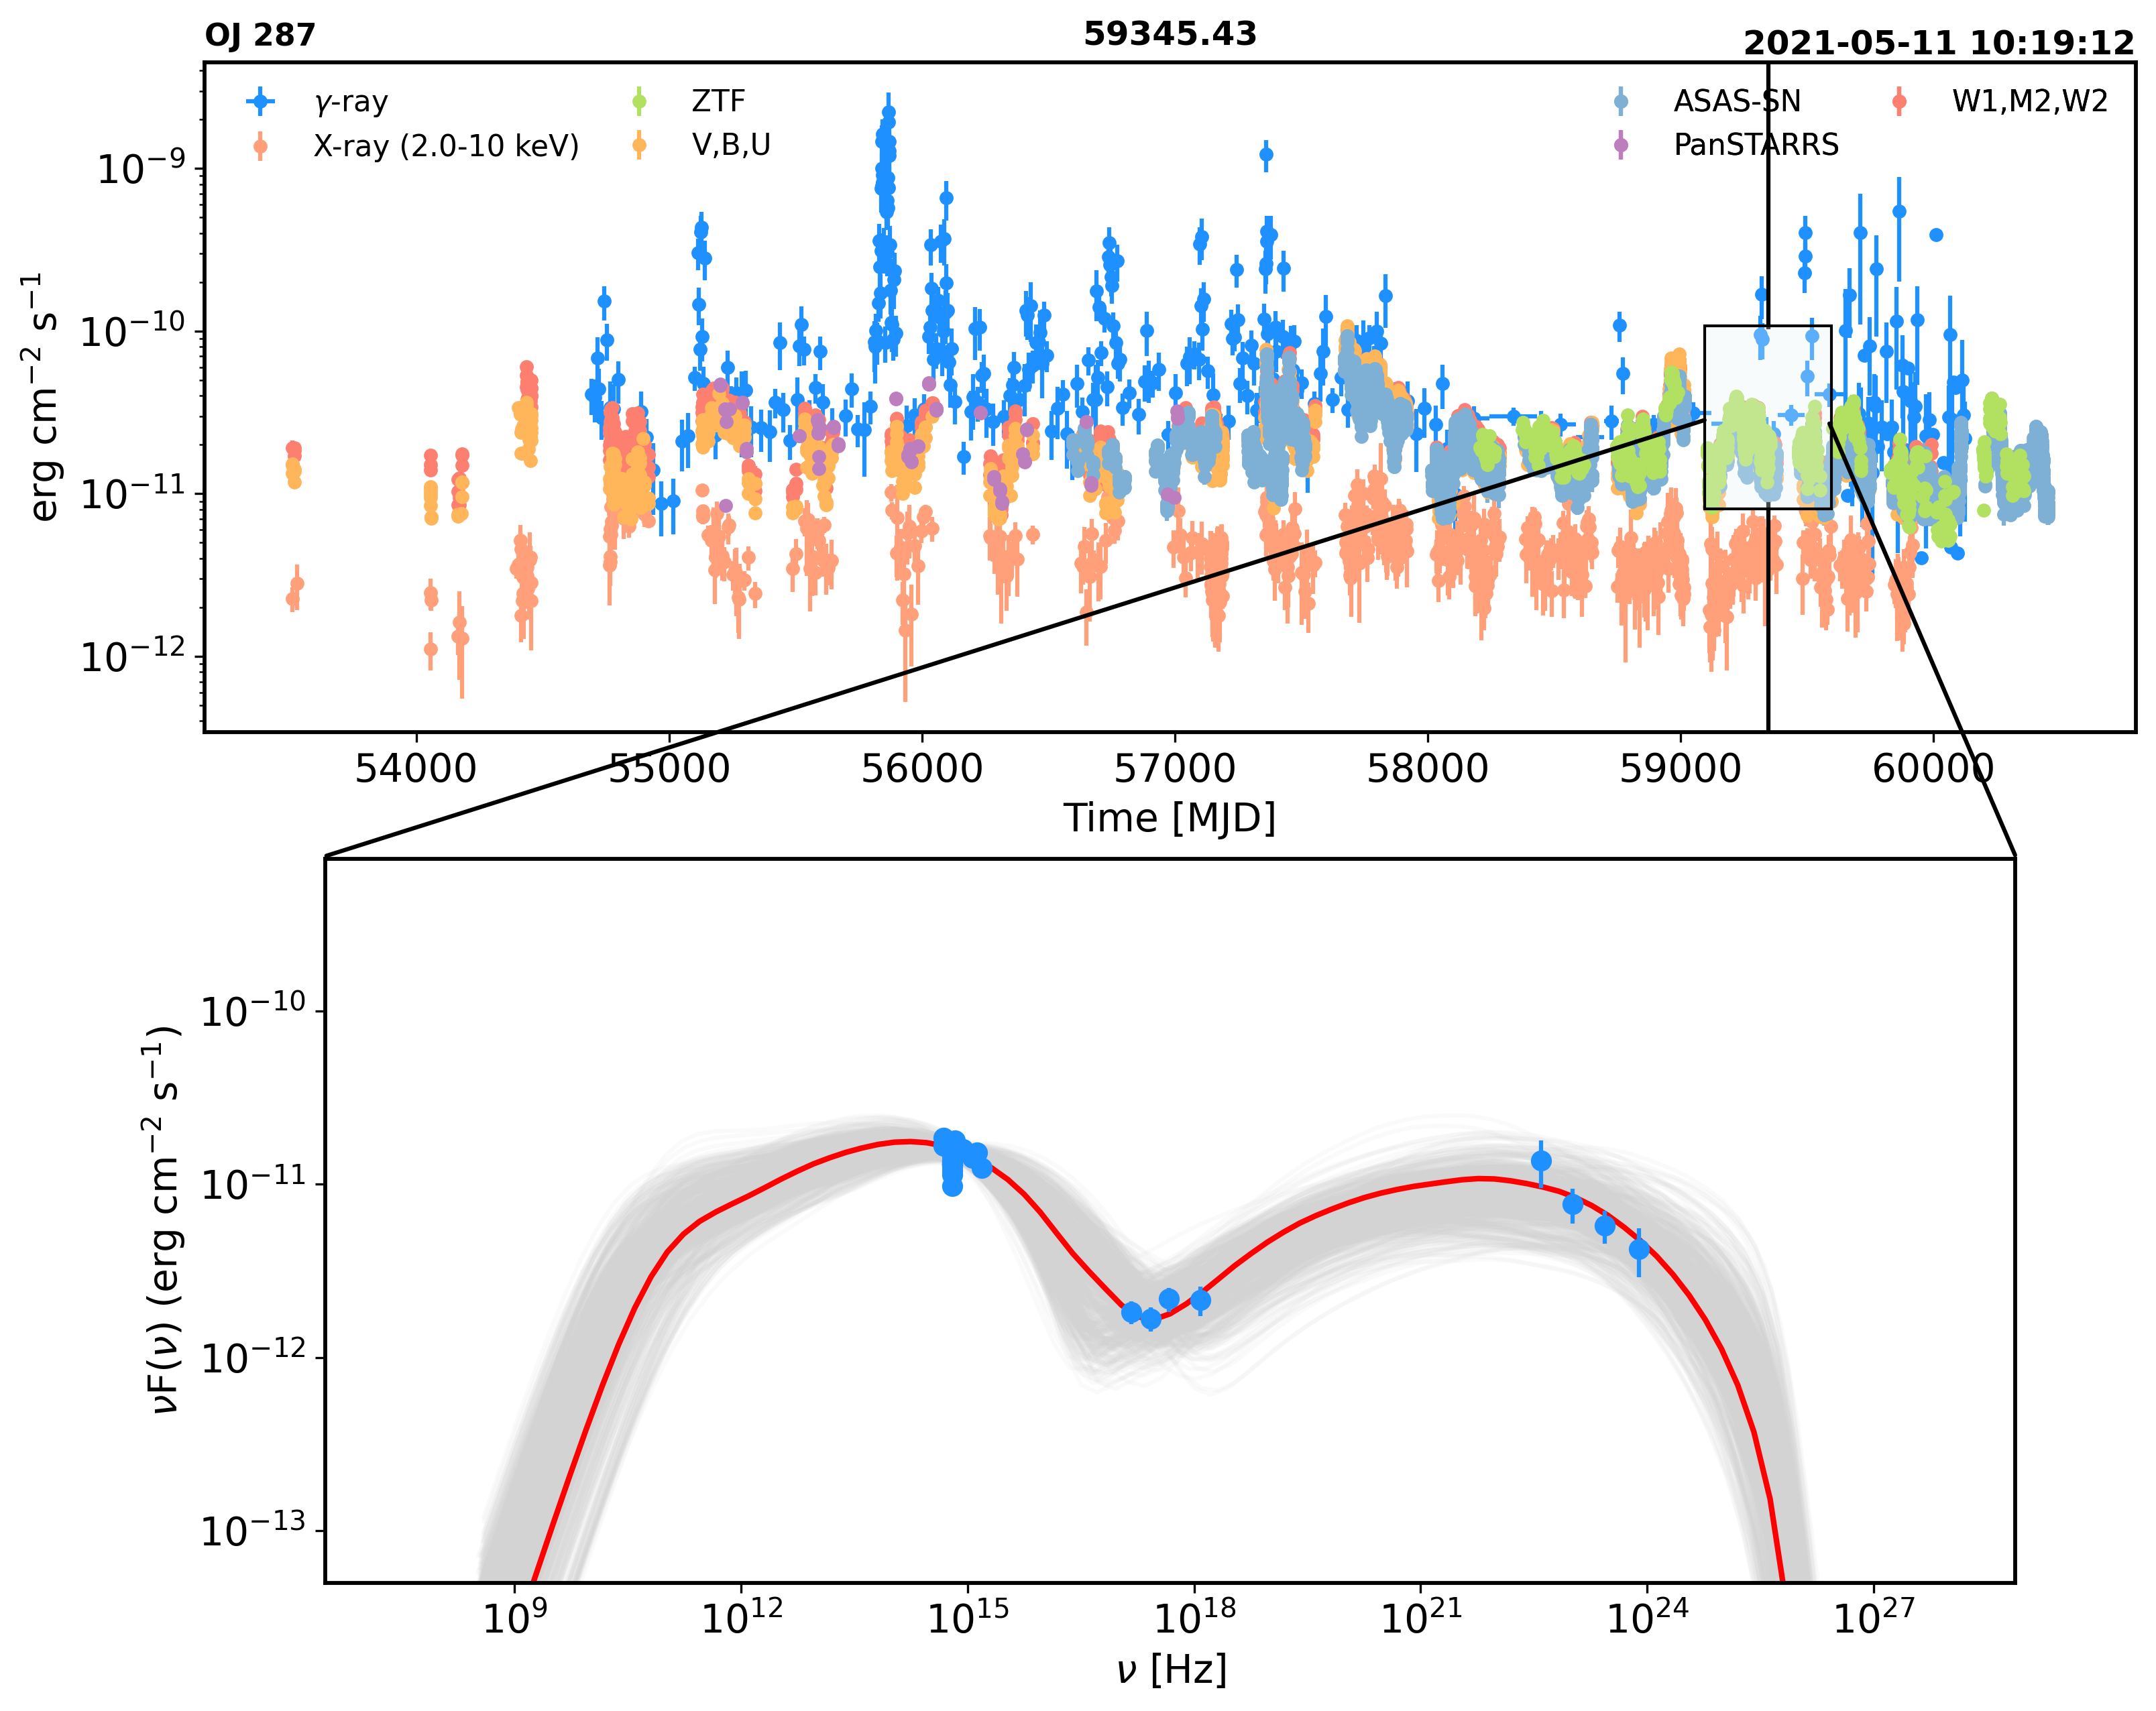 OJ 287 59345.43 2021-05-11 10:19:12
γ-ray ZTF ASAS-SN W1,M2,W2
X-ray (2.0-10 keV) V,B,U PanSTARRS
erg cm⁻² s⁻¹
10⁻⁹
10⁻¹⁰
10⁻¹¹
10⁻¹²
54000 55000 56000 57000 58000 59000 60000
Time [MJD]
νF(ν) (erg cm⁻² s⁻¹)
10⁻¹⁰
10⁻¹¹
10⁻¹²
10⁻¹³
10⁹ 10¹² 10¹⁵ 10¹⁸ 10²¹ 10²⁴ 10²⁷
ν [Hz]